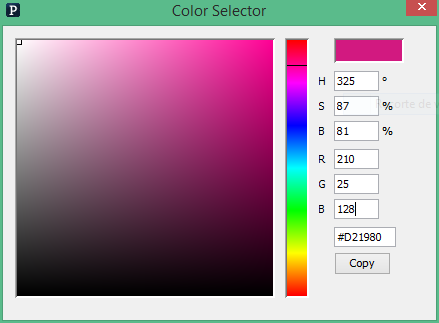 P
Color Selector
H 325 °
S 87 %
B 81 %
R 210
G 25
B 128
#D21980
Copy